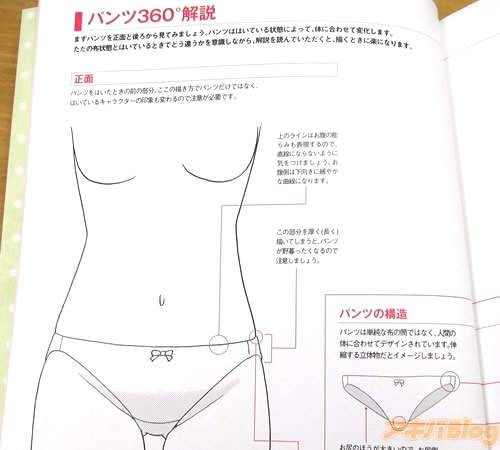 パンツ360°解説
まずパンツを正面と後ろから見てみましょう。パンツははいている状態によって、体に合わせて変化します。
ただの布状態とはいているときでどう違うかを意識しながら、解説を読んでいただくと、描くときに楽になります。
正面
パンツをはいたときの前の部分。ここの描き方でパンツだけではなく、
はいているキャラクターの印象も変わるので注意が必要です。
上のラインはお腹の膨
らみも表現するので、
直線にならないように
気をつけましょう。お
腹側は下向きに緩やか
な曲線になります。
この部分を厚く(長く)
描いてしまうと、パンツ
が野暮ったくなるので
注意しましょう。
パンツの構造
パンツは単純な布の筒ではなく、人間の
体に合わせてデザインされています。伸
縮する立体物だとイメージしましょう。
お尻のほうが大きいので、お尻側
アキバBlog